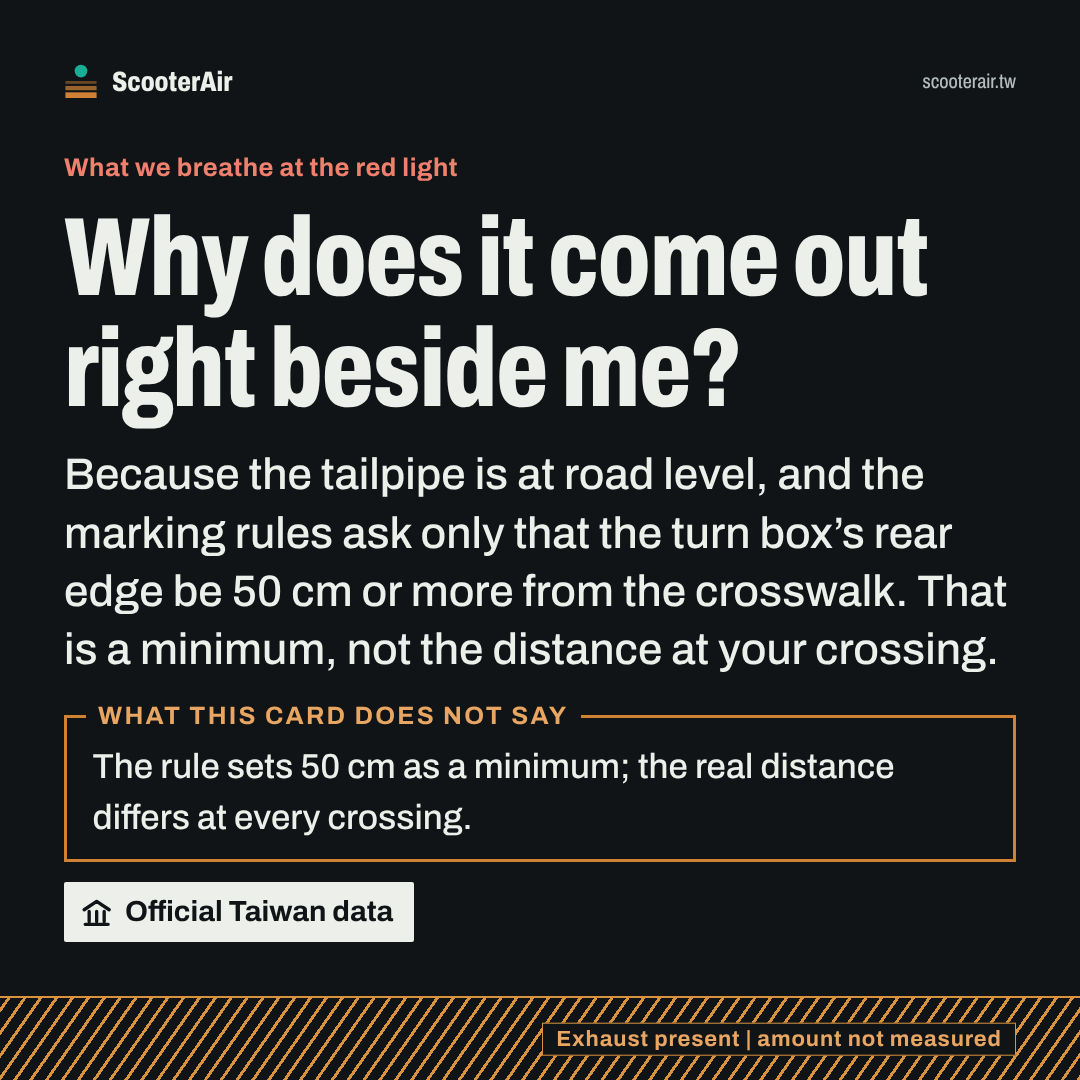 ScooterAir
scooterair.tw
What we breathe at the red light
Why does it come out
right beside me?
Because the tailpipe is at road level, and the
marking rules ask only that the turn box’s rear
edge be 50 cm or more from the crosswalk. That
is a minimum, not the distance at your crossing.
WHAT THIS CARD DOES NOT SAY
The rule sets 50 cm as a minimum; the real distance
differs at every crossing.
Official Taiwan data
Exhaust present | amount not measured